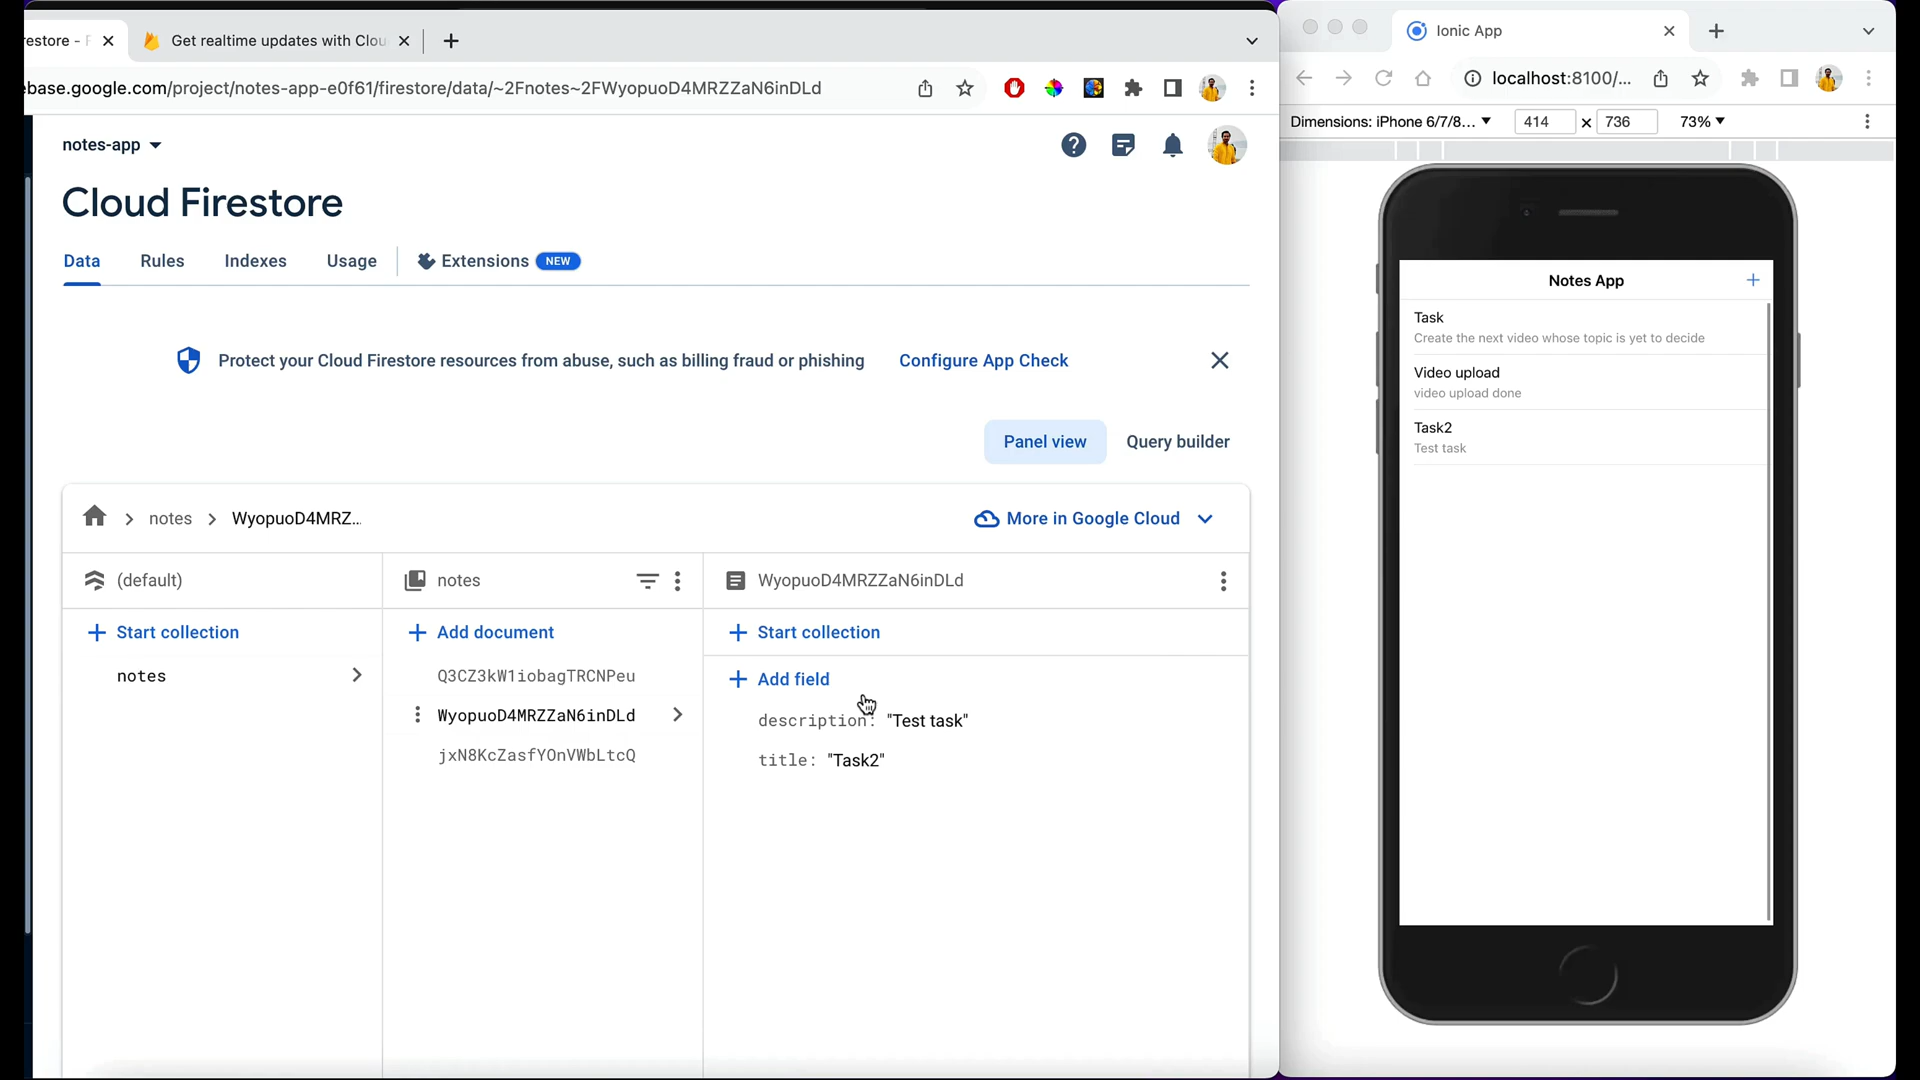 estore - F
Get realtime updates with Clou
ebase.google.com/project/notes-app-e0f61/firestore/data/~2Fnotes~2FWyopuoD4MRZZaN6inDLd
notes-app
Cloud Firestore
Data
Rules
Indexes
Usage
Extensions NEW
Protect your Cloud Firestore resources from abuse, such as billing fraud or phishing
Configure App Check
Panel view
Query builder
notes
WyopuoD4MRZ...
More in Google Cloud
(default)
notes
WyopuoD4MRZZaN6inDLd
+ Start collection
+ Add document
+ Start collection
notes
Q3CZ3kW1iobagTRCNPeu
WyopuoD4MRZZaN6inDLd
jxN8KcZasfYOnVWbLtcQ
+ Add field
description: "Test task"
title: "Task2"
Ionic App
localhost:8100/...
Dimensions: iPhone 6/7/8...
414 × 736
73%
Notes App
Task
Create the next video whose topic is yet to decide
Video upload
video upload done
Task2
Test task